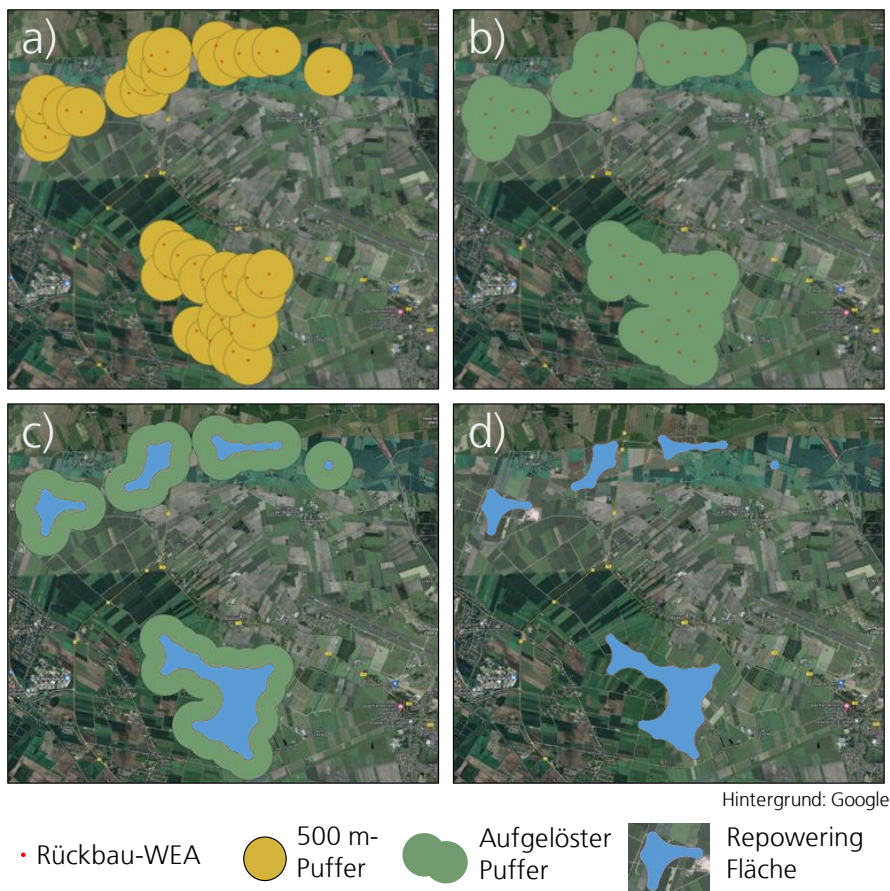 a)
b)
c)
d)
Hintergrund: Google
Rückbau-WEA
500 m-
Puffer
Aufgelöster
Puffer
Repowering
Fläche